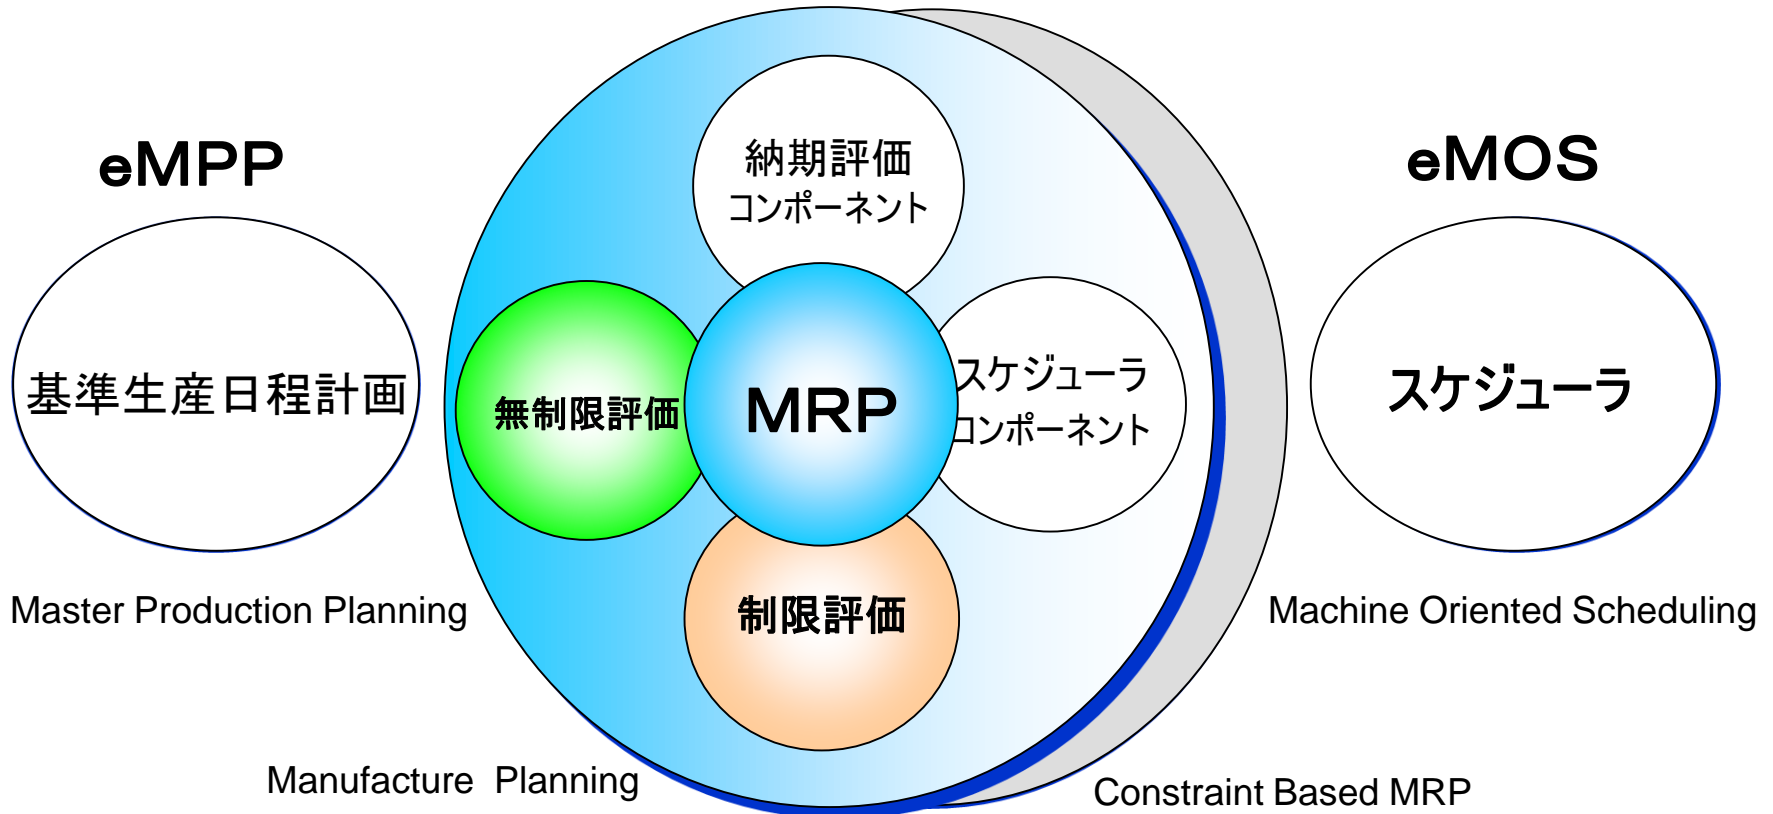 eMPP
基準生産日程計画
Master Production Planning
納期評価
コンポーネント
無制限評価
MRP
スケジューラ
コンポーネント
制限評価
Manufacture Planning
Constraint Based MRP
eMOS
スケジューラ
Machine Oriented Scheduling